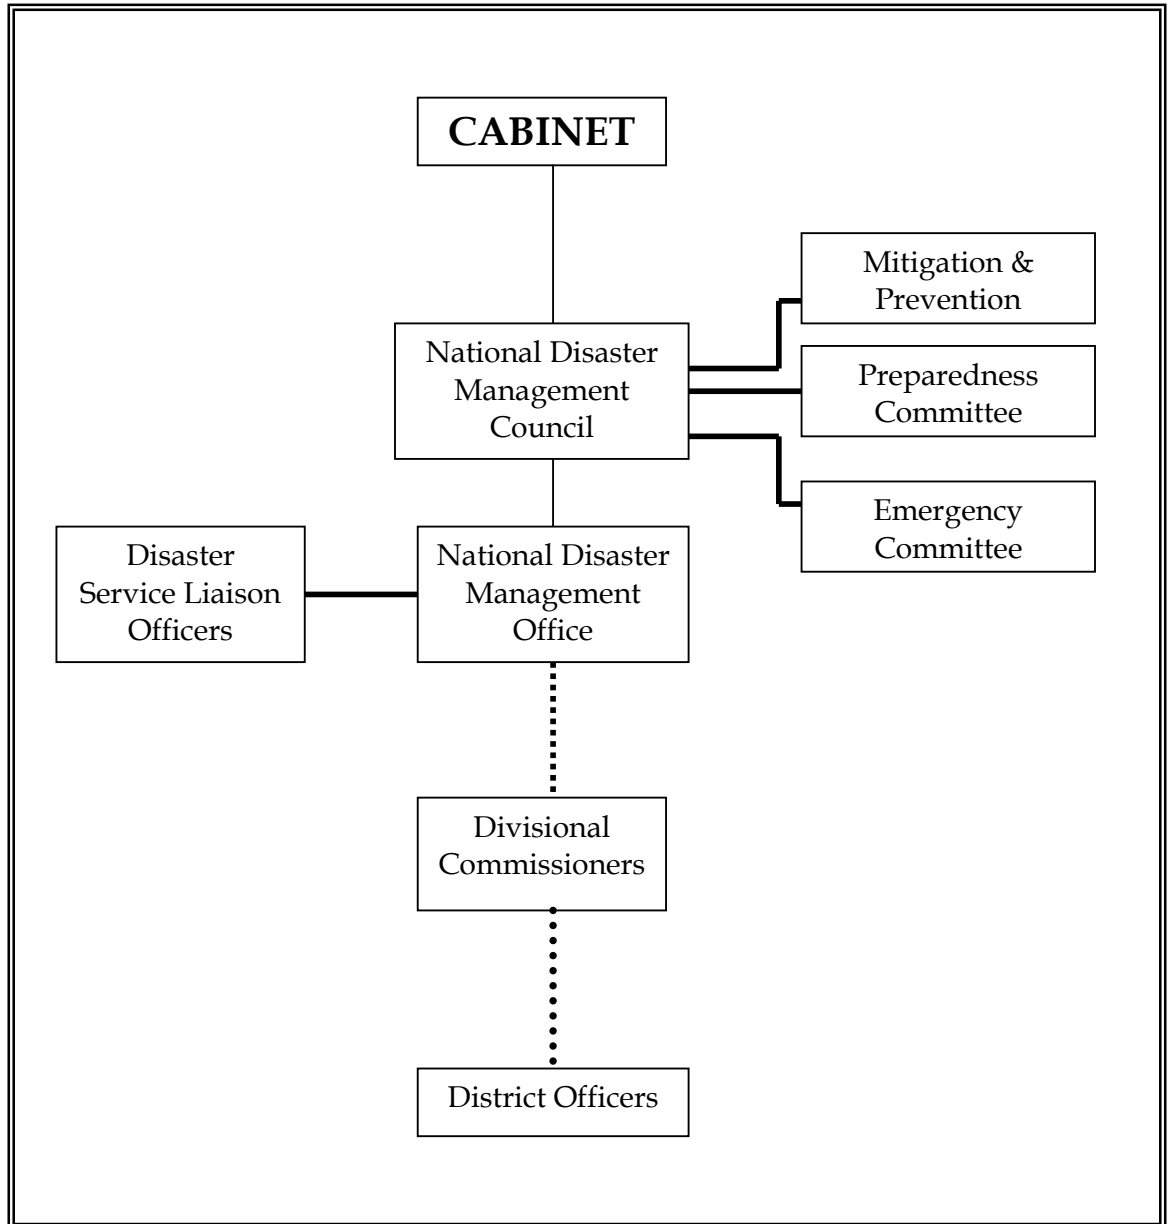 CABINET
Mitigation &
Prevention
National Disaster
Management
Council
Preparedness
Committee
Emergency
Committee
Disaster
Service Liaison
Officers
National Disaster
Management
Office
Divisional
Commissioners
District Officers